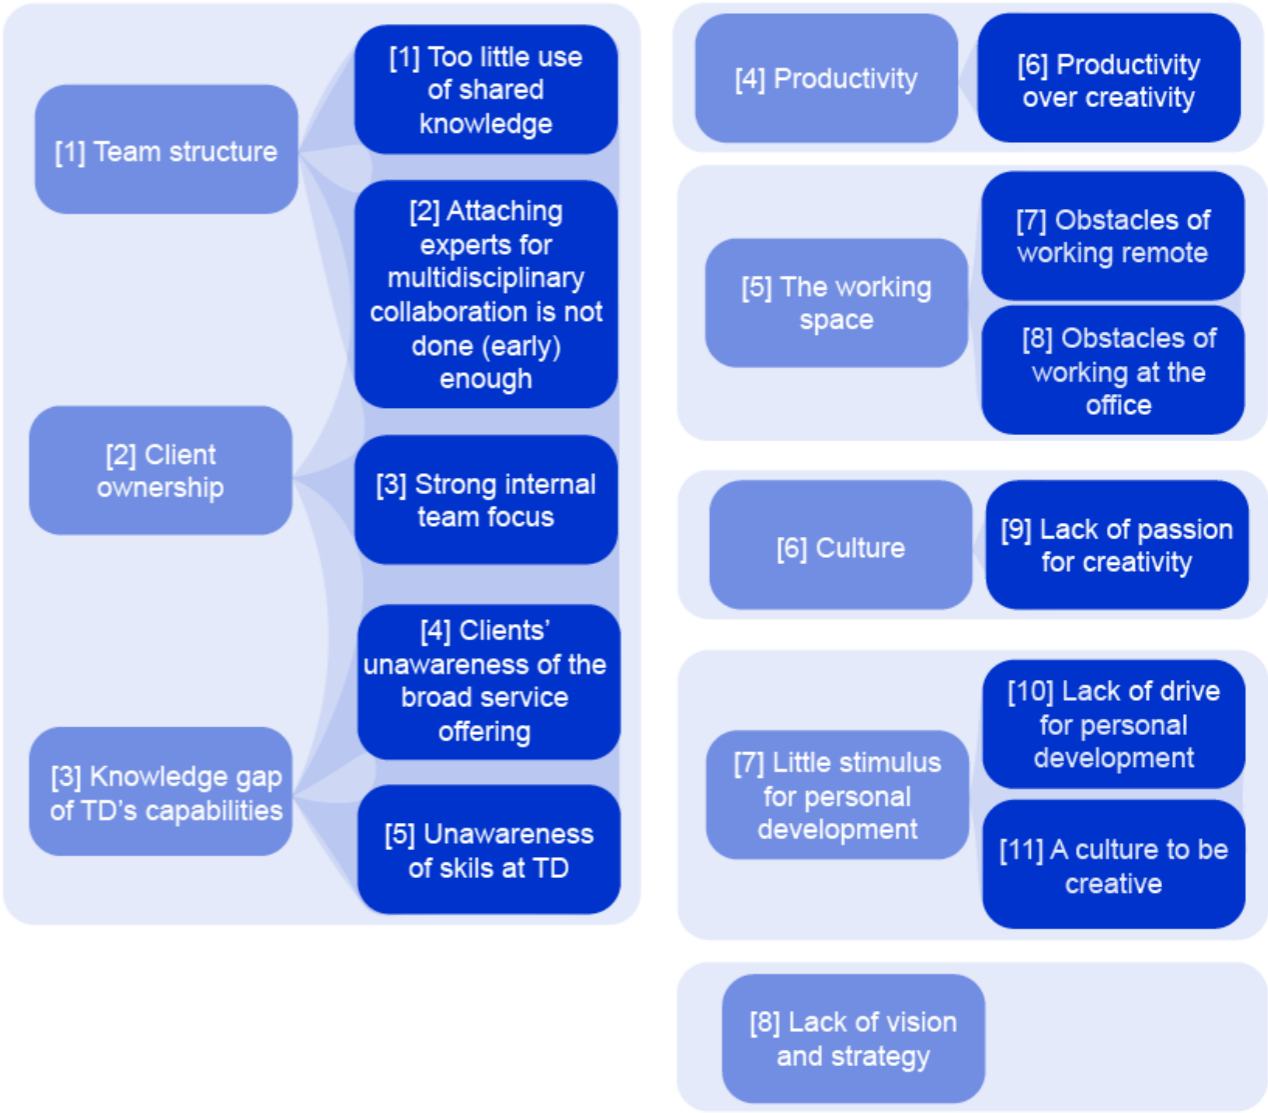 [1] Team structure
[1] Too little use
of shared
knowledge
[2] Attaching
experts for
multidisciplinary
collaboration is not
done (early)
enough
[2] Client
ownership
[3] Strong internal
team focus
[3] Knowledge gap
of TD's capabilities
[4] Clients’
unawareness of the
broad service
offering
[5] Unawareness
of skils at TD
[4] Productivity
[6] Productivity
over creativity
[5] The working
space
[7] Obstacles of
working remote
[8] Obstacles of
working at the
office
[6] Culture
[9] Lack of passion
for creativity
[7] Little stimulus
for personal
development
[10] Lack of drive
for personal
development
[11] A culture to be
creative
[8] Lack of vision
and strategy